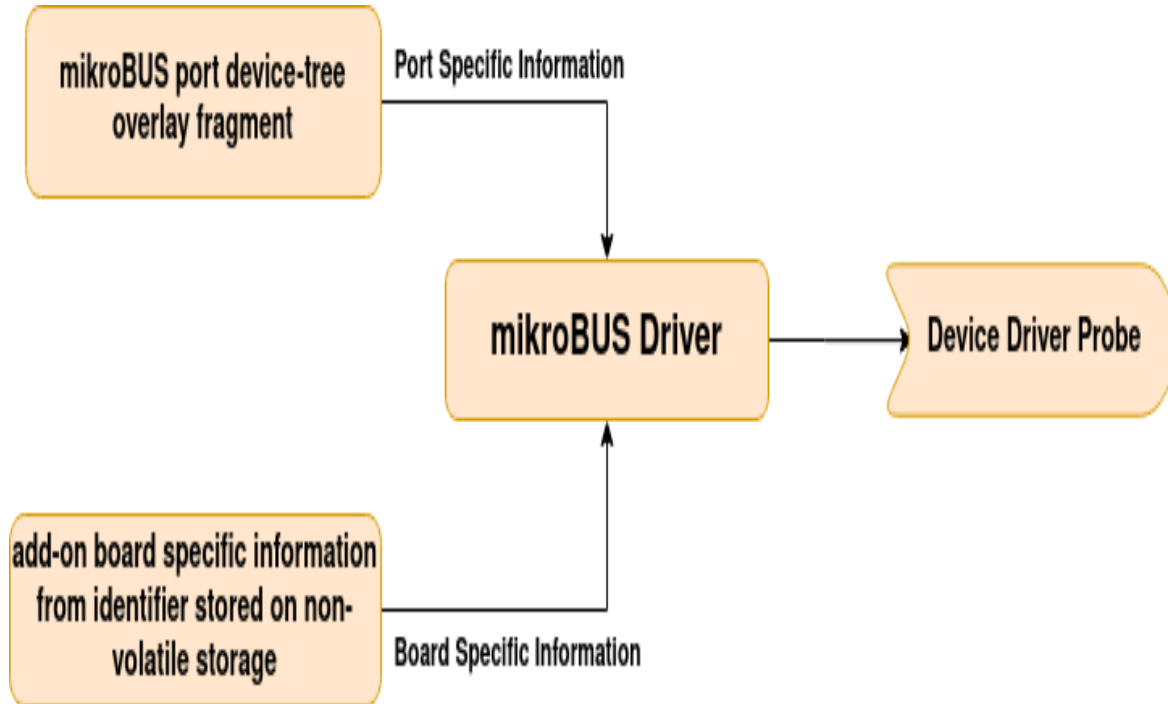 mikroBUS port device-tree
overlay fragment
Port Specific Information
mikroBUS Driver
Device Driver Probe
add-on board specific information
from identifier stored on non-
volatile storage
Board Specific Information